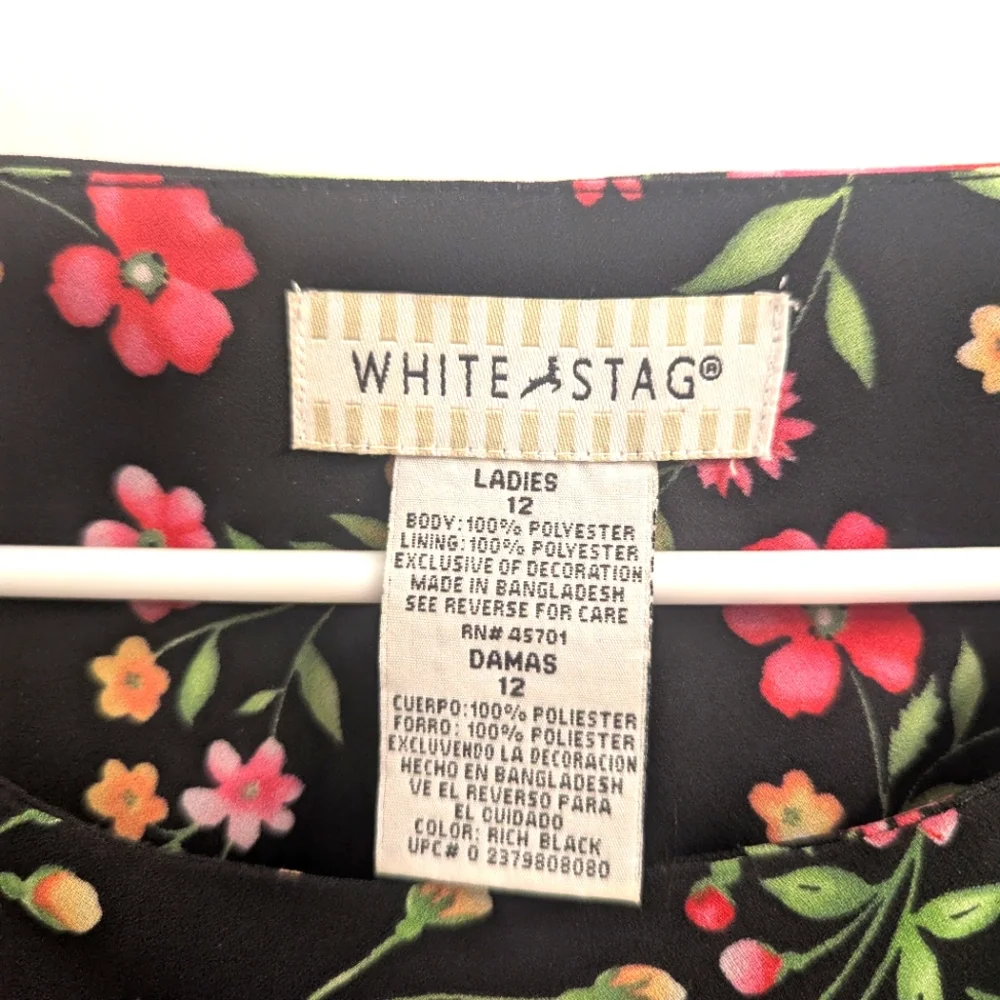 WHITE STAG®
LADIES
12
BODY:100% POLYESTER
LINING:100% POLYESTER
EXCLUSIVE OF DECORATION
MADE IN BANGLADESH
SEE REVERSE FOR CARE
RN# 45701
DAMAS
12
CUERPO:100% POLIESTER
FORRO: 100% POLIESTER
EXCLUVENDO LA DECORACION
HECHO EN BANGLADESH
VE EL REVERSO PARA
EL CUIDADO
COLOR: RICH BLACK
UPC# 0 2379808080